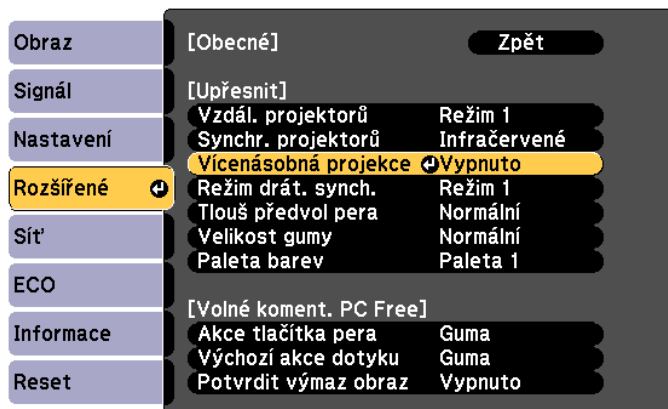 Obraz
Signál
Nastavení
Rozšířené
Síť
ECO
Informace
Reset
[Obecné] Zpět
[Upřesnit]
Vzdál. projektorů Režim 1
Synchr. projektorů Infračervené
Vícenásobná projekce Vypnuto
Režim drát. synch. Režim 1
Tlouš předvol pera Normální
Velikost gumy Normální
Paleta barev Paleta 1
[Volné koment. PC Free]
Akce tlačítka pera Guma
Výchozí akce dotyku Guma
Potvrdit výmaz obraz Vypnuto